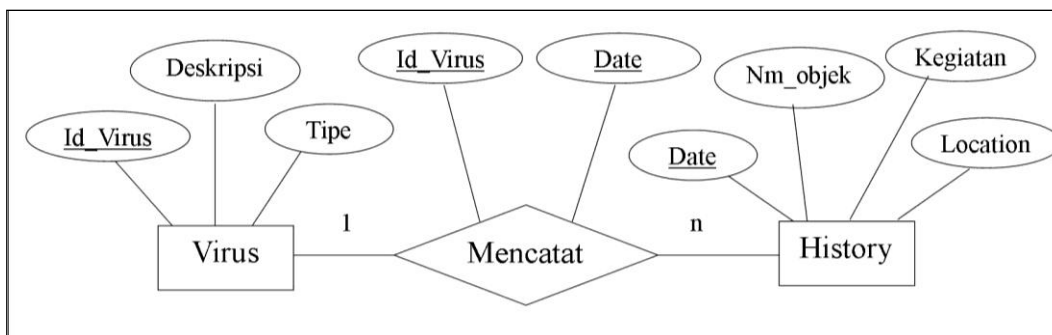 Deskripsi
Id_Virus
Tipe
Virus
1
Id_Virus
Date
Mencatat
n
Nm_objek
Kegiatan
Date
Location
History